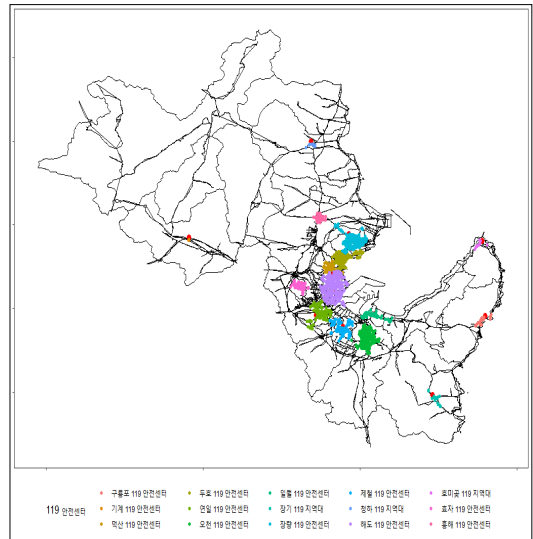 구룡포 119 안전센터 두호 119 안전센터 일월 119 안전센터 제철 119 안전센터 호미곶 119 지역대
119 안전센터 기계 119 안전센터 연일 119 안전센터 장기 119 지역대 청하 119 지역대 효자 119 안전센터
덕산 119 안전센터 오천 119 안전센터 장량 119 안전센터 해도 119 안전센터 흥해 119 안전센터